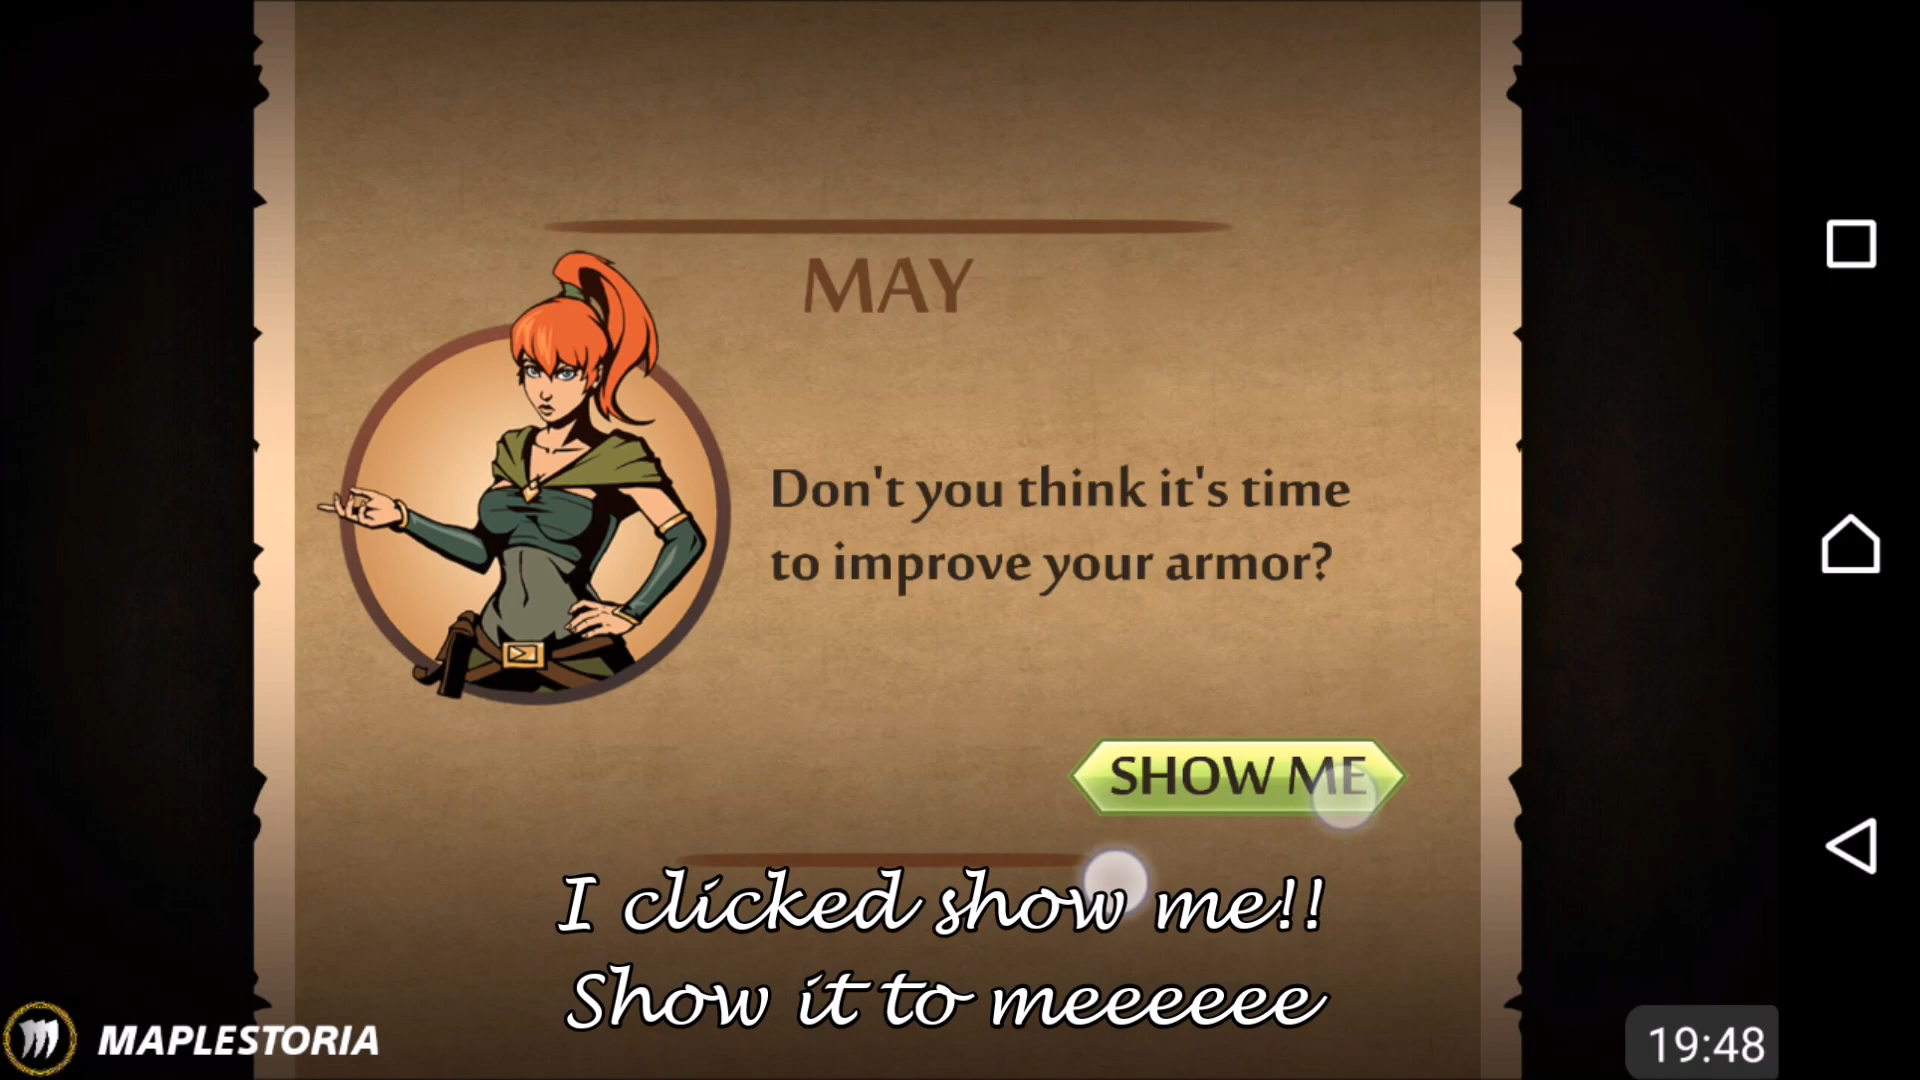 MAY
Don't you think it's time
to improve your armor?
SHOW ME
I clicked show me!!
Show it to meeeeeee
MAPLESTORIA
19:48